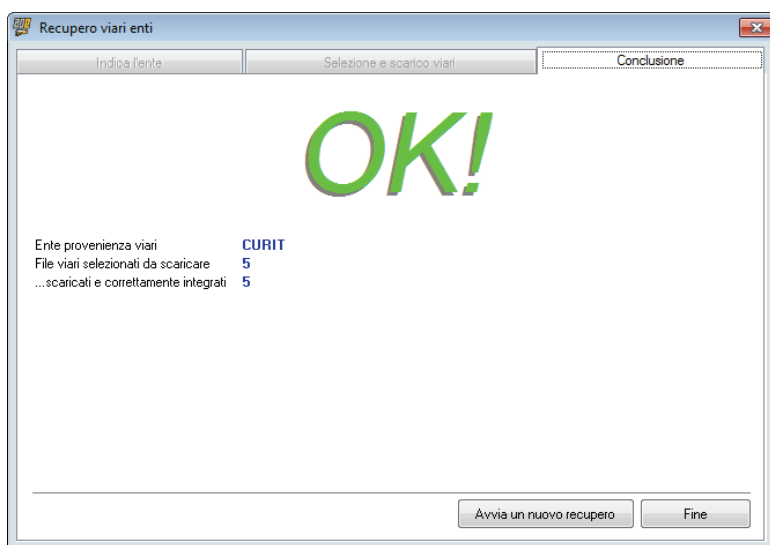 Recupero viari enti
Indica l'ente Selezione e scarico viari Conclusione
OK!
Ente provenienza viari CURIT
File viari selezionati da scaricare 5
...scaricati e correttamente integrati 5
Avvia un nuovo recupero Fine